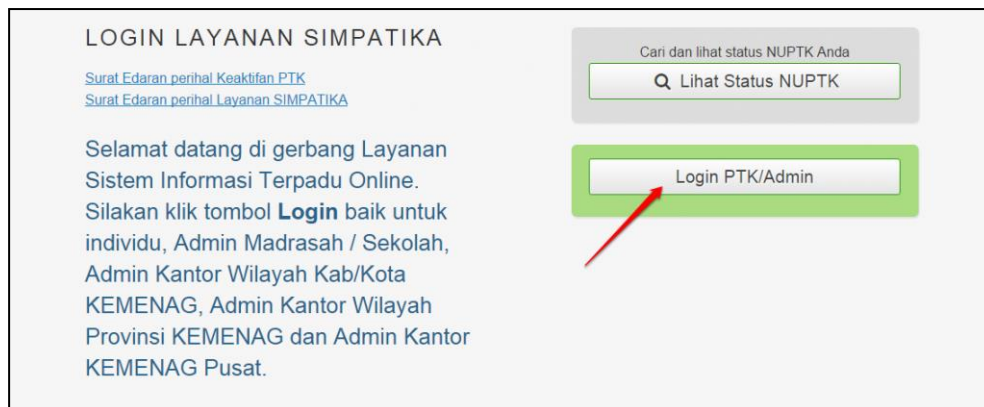 LOGIN LAYANAN SIMPATIKA
Surat Edaran perihal Keaktifan PTK
Surat Edaran perihal Layanan SIMPATIKA
Selamat datang di gerbang Layanan
Sistem Informasi Terpadu Online.
Silakan klik tombol Login baik untuk
individu, Admin Madrasah / Sekolah,
Admin Kantor Wilayah Kab/Kota
KEMENAG, Admin Kantor Wilayah
Provinsi KEMENAG dan Admin Kantor
KEMENAG Pusat.
Cari dan lihat status NUPTK Anda
Lihat Status NUPTK
Login PTK/Admin